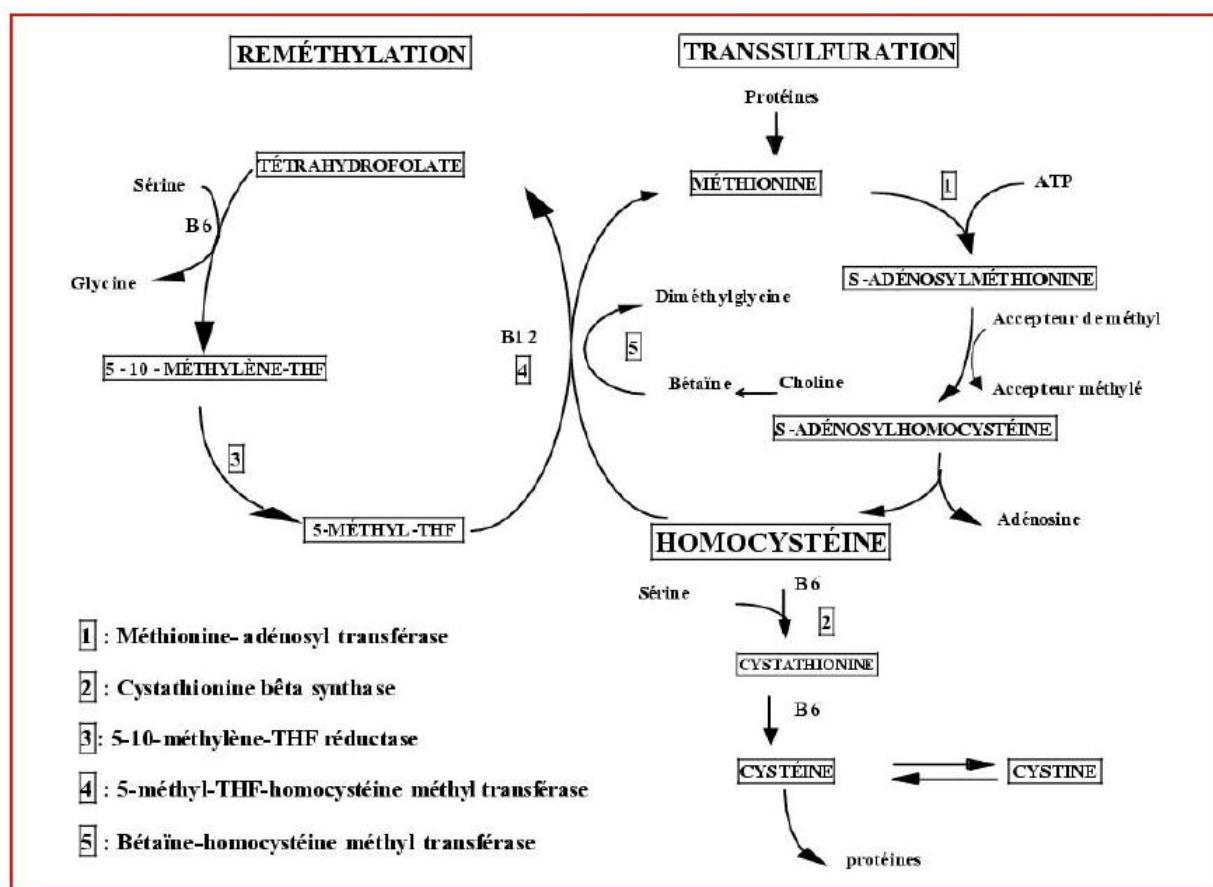 REMÉTHYLATION
TRANSSULFURATION
Protéines
TÉTRAHYDROFOLATE
MÉTHIONINE
1
ATP
Sérine
B6
Glycine
S-ADÉNOSYLMÉTHIONINE
Diméthylglycine
Accepteur de méthyl
B12
4
5
5-10-MÉTHYLÈNE-THF
Bétaïne
Choline
Accepteur méthylé
S-ADÉNOSYLHOMOCYSTÉINE
3
5-MÉTHYL-THF
Adénosine
HOMOCYSTÉINE
Sérine
B6
2
CYSTATHIONINE
B6
CYSTÉINE
CYSTINE
protéines
1 : Méthionine-adénosyl transférase
2 : Cystathionine bêta synthase
3: 5-10-méthylène-THF réductase
4 : 5-méthyl-THF-homocystéine méthyl transférase
5 : Bétaïne-homocystéine méthyl transférase